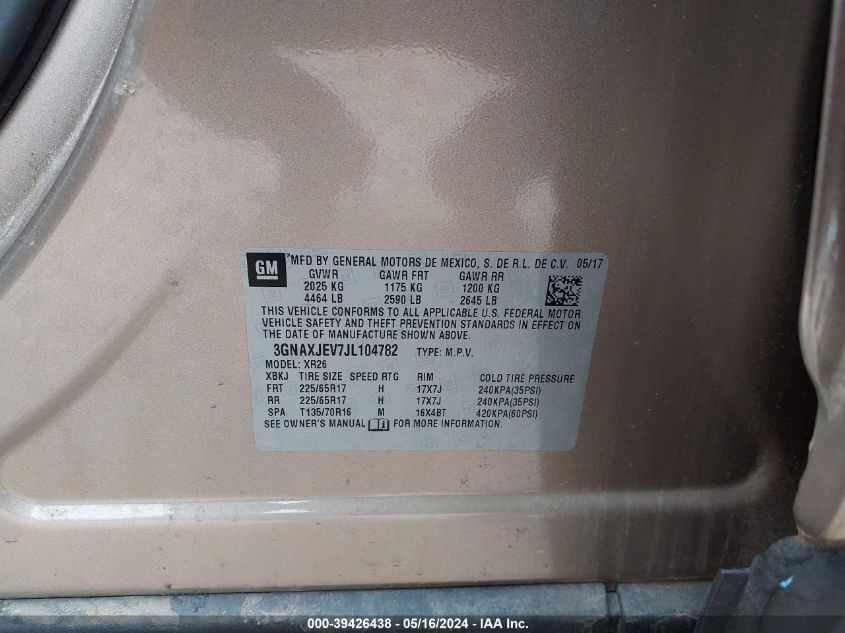 GM
*MFD BY GENERAL MOTORS DE MEXICO, S. DE R.L. DE C.V. 05/17
GVWR GAWR FRT GAWR RR
2025 KG 1175 KG 1200 KG
4464 LB 2590 LB 2645 LB
THIS VEHICLE CONFORMS TO ALL APPLICABLE U.S. FEDERAL MOTOR
VEHICLE SAFETY AND THEFT PREVENTION STANDARDS IN EFFECT ON
THE DATE OF MANUFACTURE SHOWN ABOVE.
3GNAXJEV7JL104782 TYPE: M.P.V.
MODEL: XR26
XBKJ TIRE SIZE SPEED RTG RIM COLD TIRE PRESSURE
FRT 225/65R17 H 17X7J 240KPA(35PSI)
RR 225/65R17 H 17X7J 240KPA(35PSI)
SPA T135/70R16 M 16X4BT 420KPA(60PSI)
SEE OWNER'S MANUAL FOR MORE INFORMATION.
000-39426438 - 05/16/2024 - IAA Inc.